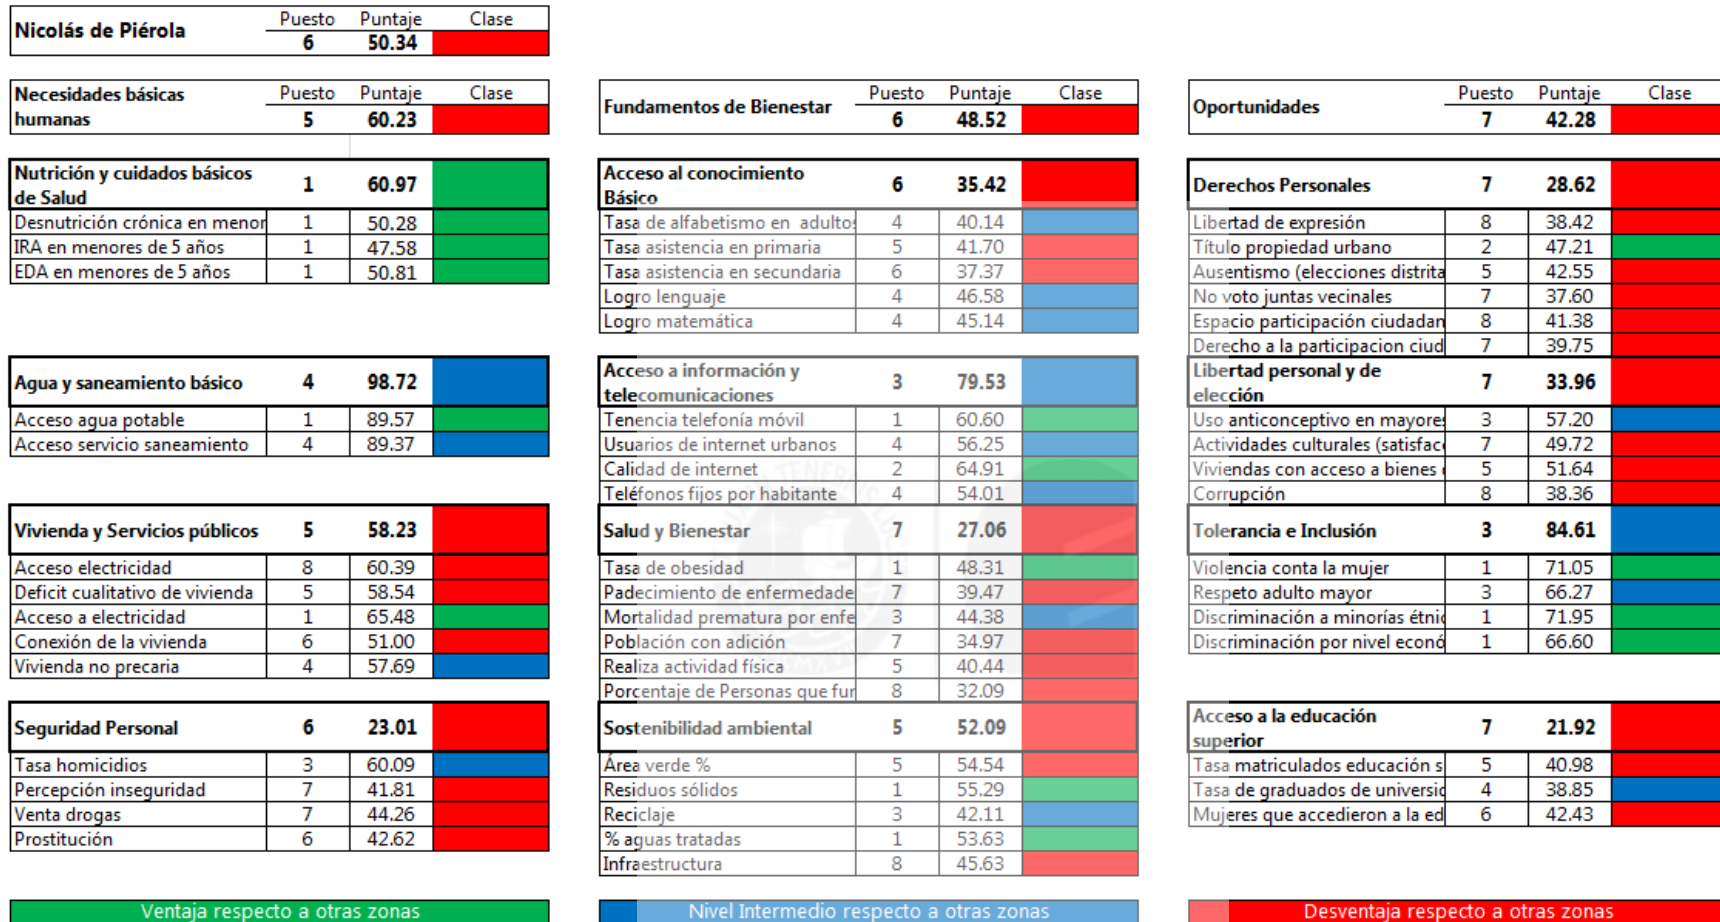 Nicolás de Piérola Puesto Puntaje Clase
6 50.34
Necesidades básicas humanas Puesto Puntaje Clase
5 60.23
Nutrición y cuidados básicos de Salud 1 60.97
Desnutrición crónica en menor 1 50.28
IRA en menores de 5 años 1 47.58
EDA en menores de 5 años 1 50.81
Agua y saneamiento básico 4 98.72
Acceso agua potable 1 89.57
Acceso servicio saneamiento 4 89.37
Vivienda y Servicios públicos 5 58.23
Acceso electricidad 8 60.39
Deficit cualitativo de vivienda 5 58.54
Acceso a electricidad 1 65.48
Conexión de la vivienda 6 51.00
Vivienda no precaria 4 57.69
Seguridad Personal 6 23.01
Tasa homicidios 3 60.09
Percepción inseguridad 7 41.81
Venta drogas 7 44.26
Prostitución 6 42.62
Ventaja respecto a otras zonas
Fundamentos de Bienestar Puesto Puntaje Clase
6 48.52
Acceso al conocimiento Básico 6 35.42
Tasa de alfabetismo en adultos 4 40.14
Tasa asistencia en primaria 5 41.70
Tasa asistencia en secundaria 6 37.37
Logro lenguaje 4 46.58
Logro matemática 4 45.14
Acceso a información y telecomunicaciones 3 79.53
Tenencia telefonía móvil 1 60.60
Usuarios de internet urbanos 4 56.25
Calidad de internet 2 64.91
Teléfonos fijos por habitante 4 54.01
Salud y Bienestar 7 27.06
Tasa de obesidad 1 48.31
Padecimiento de enfermedade 7 39.47
Mortalidad prematura por enfe 3 44.38
Población con adición 7 34.97
Realiza actividad física 5 40.44
Porcentaje de Personas que fur 8 32.09
Sostenibilidad ambiental 5 52.09
Área verde % 5 54.54
Residuos sólidos 1 55.29
Reciclaje 3 42.11
% aguas tratadas 1 53.63
Infraestructura 8 45.63
Nivel Intermedio respecto a otras zonas
Oportunidades Puesto Puntaje Clase
7 42.28
Derechos Personales 7 28.62
Libertad de expresión 8 38.42
Título propiedad urbano 2 47.21
Ausentismo (elecciones distrita 5 42.55
No voto juntas vecinales 7 37.60
Espacio participación ciudadan 8 41.38
Derecho a la participacion ciud 7 39.75
Libertad personal y de elección 7 33.96
Uso anticonceptivo en mayores 3 57.20
Actividades culturales (satisfac 7 49.72
Viviendas con acceso a bienes 5 51.64
Corrupción 8 38.36
Tolerancia e Inclusión 3 84.61
Violencia conta la mujer 1 71.05
Respeto adulto mayor 3 66.27
Discriminación a minorías étnic 1 71.95
Discriminación por nivel econó 1 66.60
Acceso a la educación superior 7 21.92
Tasa matriculados educación s 5 40.98
Tasa de graduados de universid 4 38.85
Mujeres que accedieron a la ed 6 42.43
Desventaja respecto a otras zonas